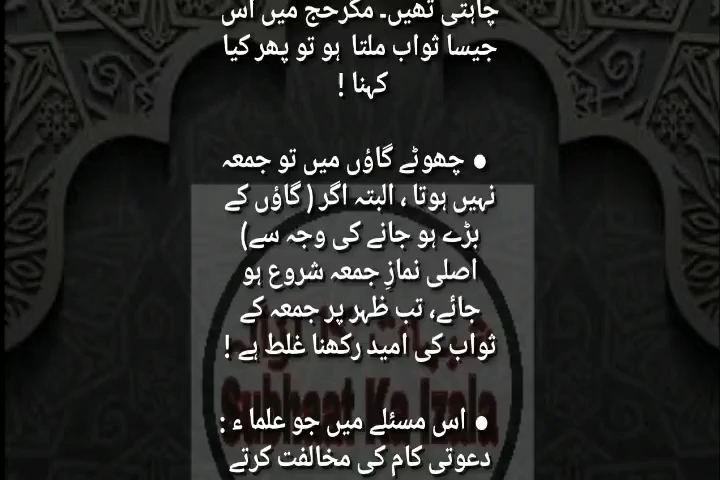 چاہتی تھیں۔ مگرحج میں اس
جیسا ثواب ملتا ہو تو پھر کیا
کہنا !
● چھوٹے گاؤں میں تو جمعہ
نہیں ہوتا ، البتہ اگر ( گاؤں کے
بڑے ہو جانے کی وجہ سے)
اصلی نمازِ جمعہ شروع ہو
جائے، تب ظہر پر جمعہ کے
ثواب کی امید رکھنا غلط ہے !
Subhaat Ka Izala
● اس مسئلے میں جو علما ء :
دعوتی کام کی مخالفت کرتے